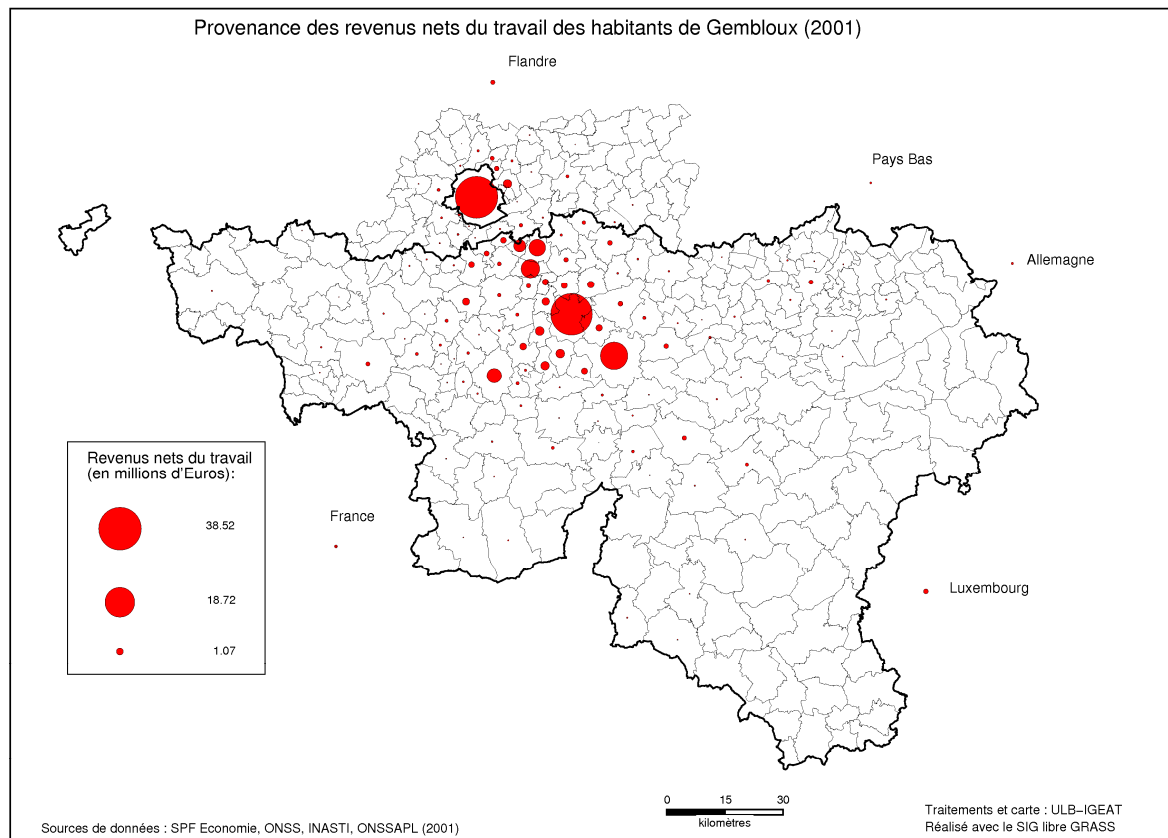 Provenance des revenus nets du travail des habitants de Gembloux (2001)
Flandre
Pays Bas
Allemagne
Revenus nets du travail
(en millions d'Euros):
38.52
18.72
1.07
France
Luxembourg
0 15 30
kilomètres
Sources de données : SPF Economie, ONSS, INASTI, ONSSAPL (2001)
Traitements et carte : ULB-IGEAT
Réalisé avec le SIG libre GRASS